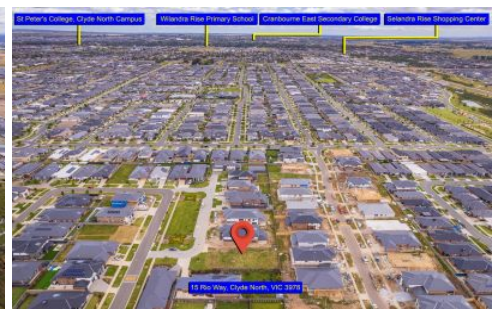 St Peter's College, Clyde North Campus
Wilandra Rise Primary School
Cranbourne East Secondary College
Selandra Rise Shopping Center
15 Rio Way, Clyde North, VIC 3978